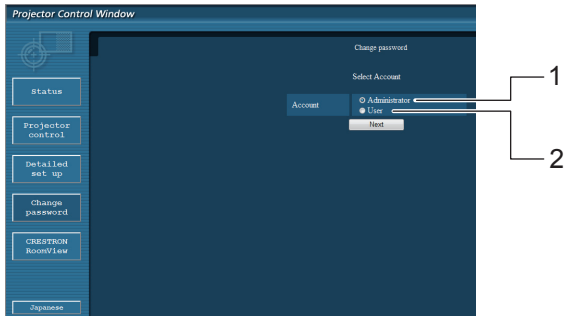 Projector Control Window
Change password
Select Account
Account
Administrator
User
Next
1
2
Status
Projector
control
Detailed
set up
Change
password
CRESTRON
RoomView
Japanese